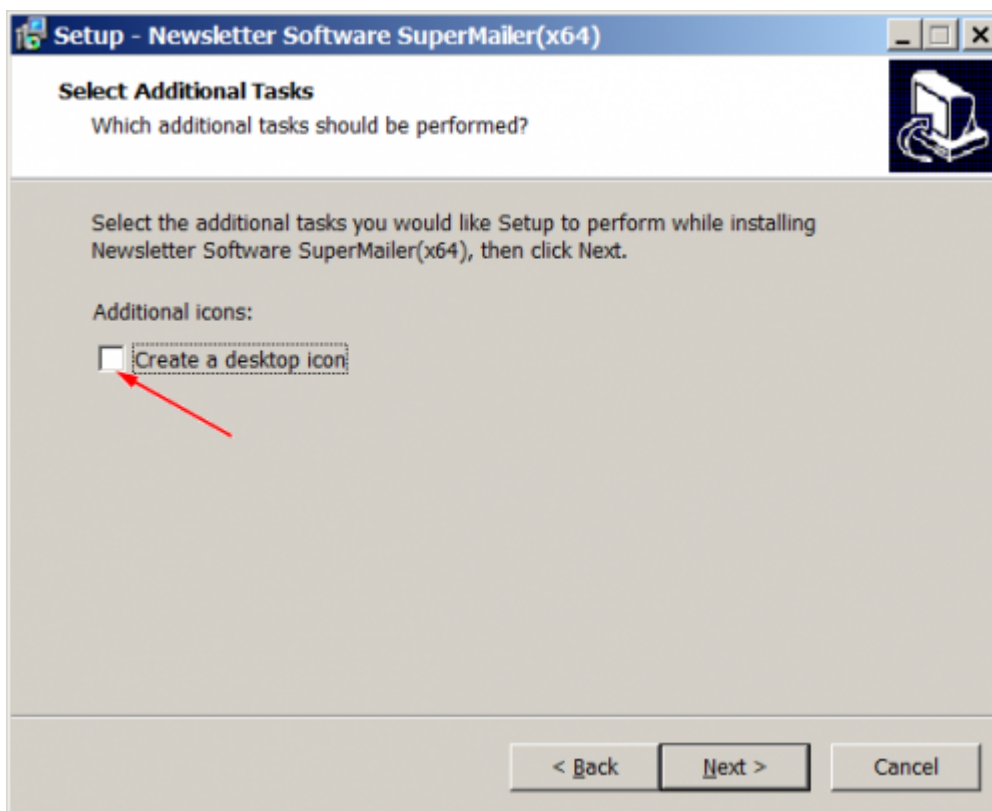 Setup - Newsletter Software SuperMailer(x64)
Select Additional Tasks
Which additional tasks should be performed?
Select the additional tasks you would like Setup to perform while installing
Newsletter Software SuperMailer(x64), then click Next.
Additional icons:
Create a desktop icon
< Back Next > Cancel